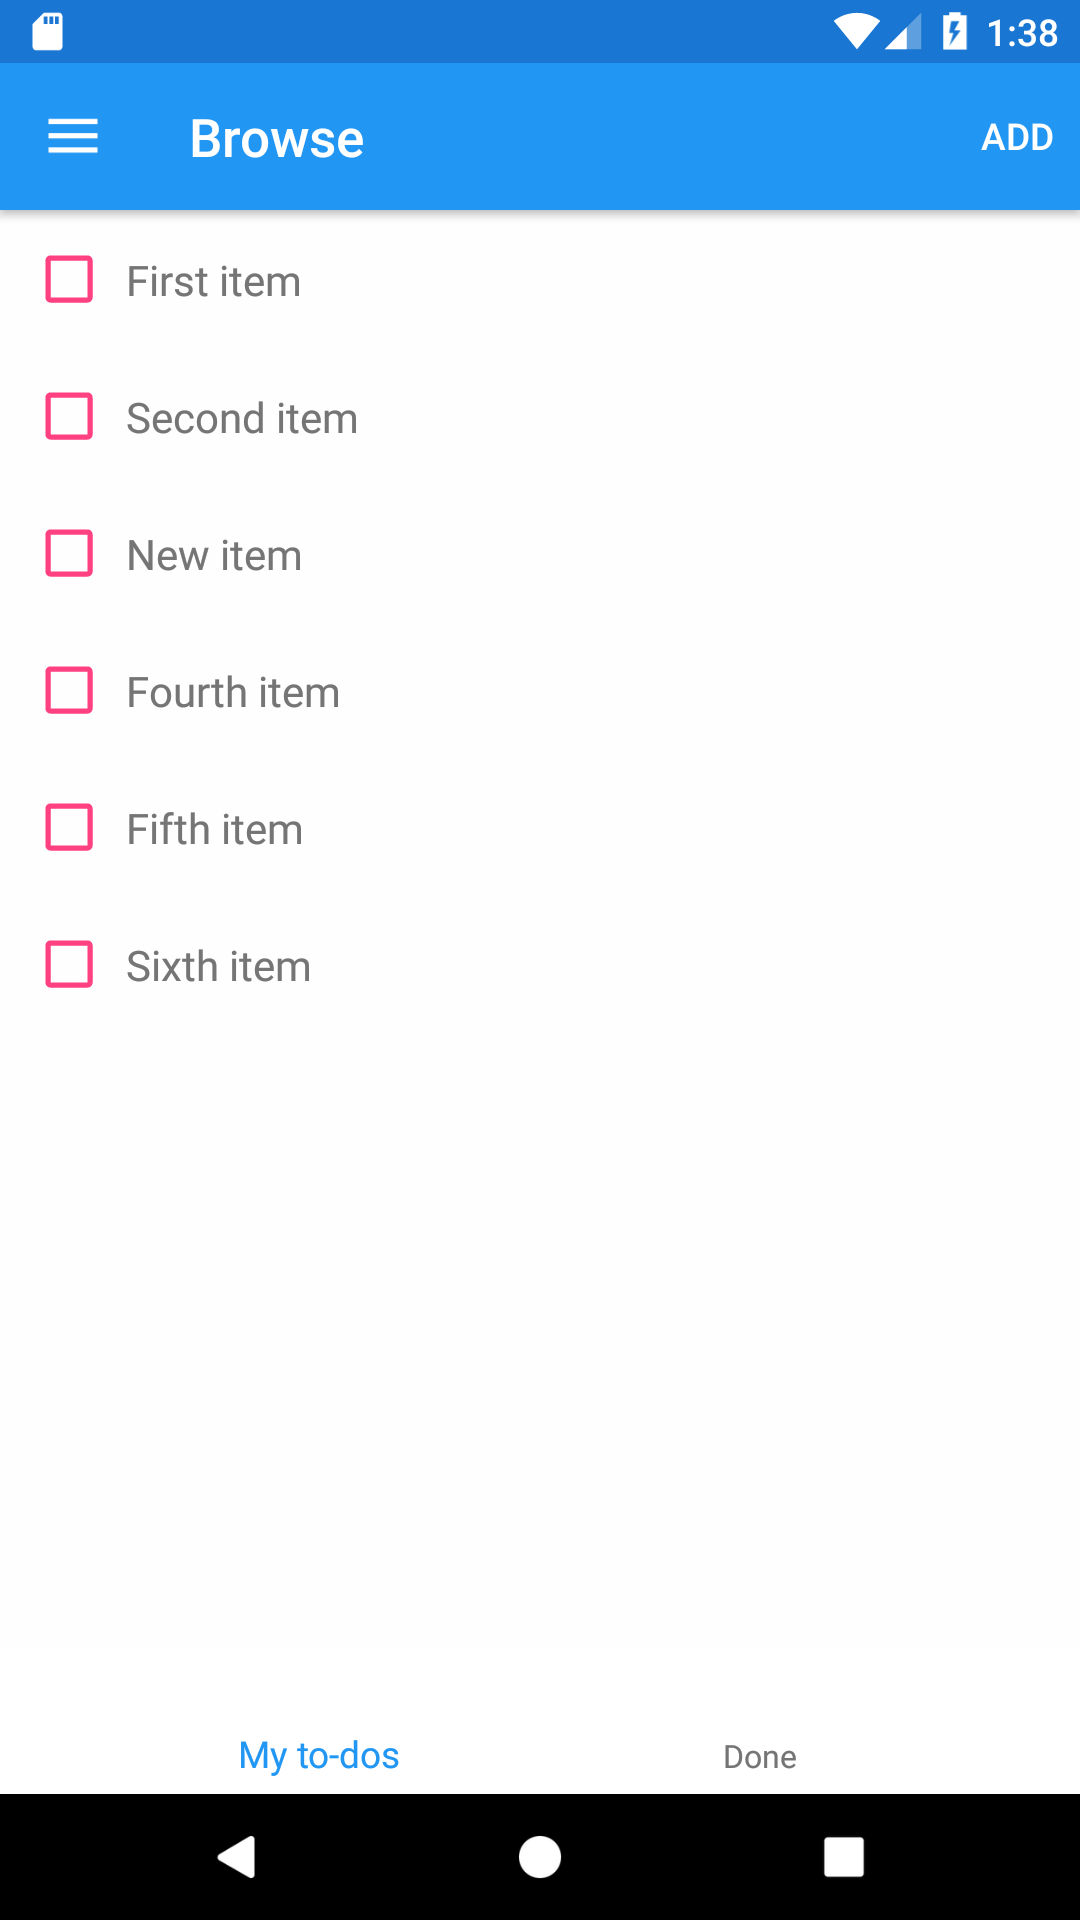 1:38
Browse
ADD
First item
Second item
New item
Fourth item
Fifth item
Sixth item
My to-dos
Done